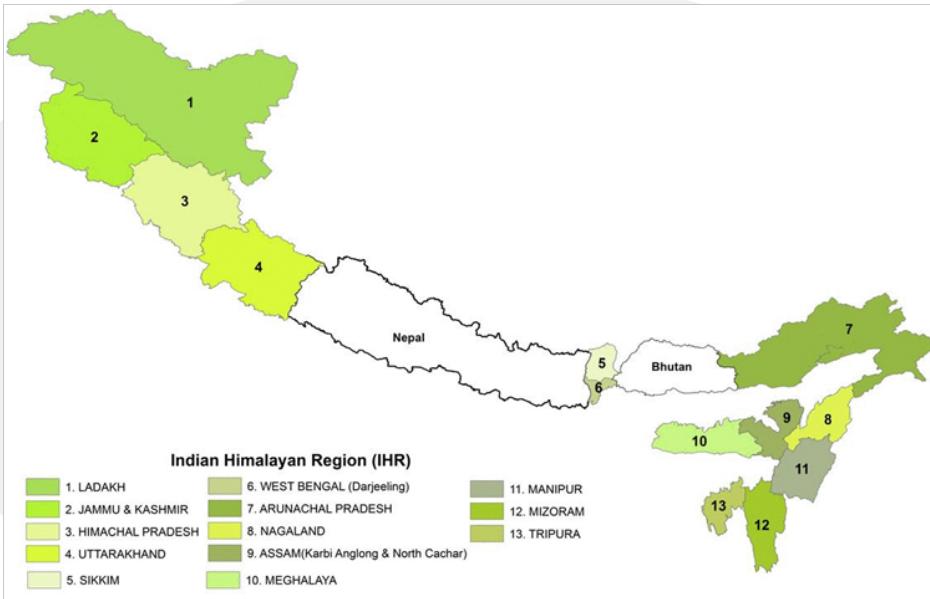 1
2
3
4
Nepal
5
6
Bhutan
7
8
9
10
11
12
13
Indian Himalayan Region (IHR)
1. LADAKH
2. JAMMU & KASHMIR
3. HIMACHAL PRADESH
4. UTTARAKHAND
5. SIKKIM
6. WEST BENGAL (Darjeeling)
7. ARUNACHAL PRADESH
8. NAGALAND
9. ASSAM(Karbi Anglong & North Cachar)
10. MEGHALAYA
11. MANIPUR
12. MIZORAM
13. TRIPURA